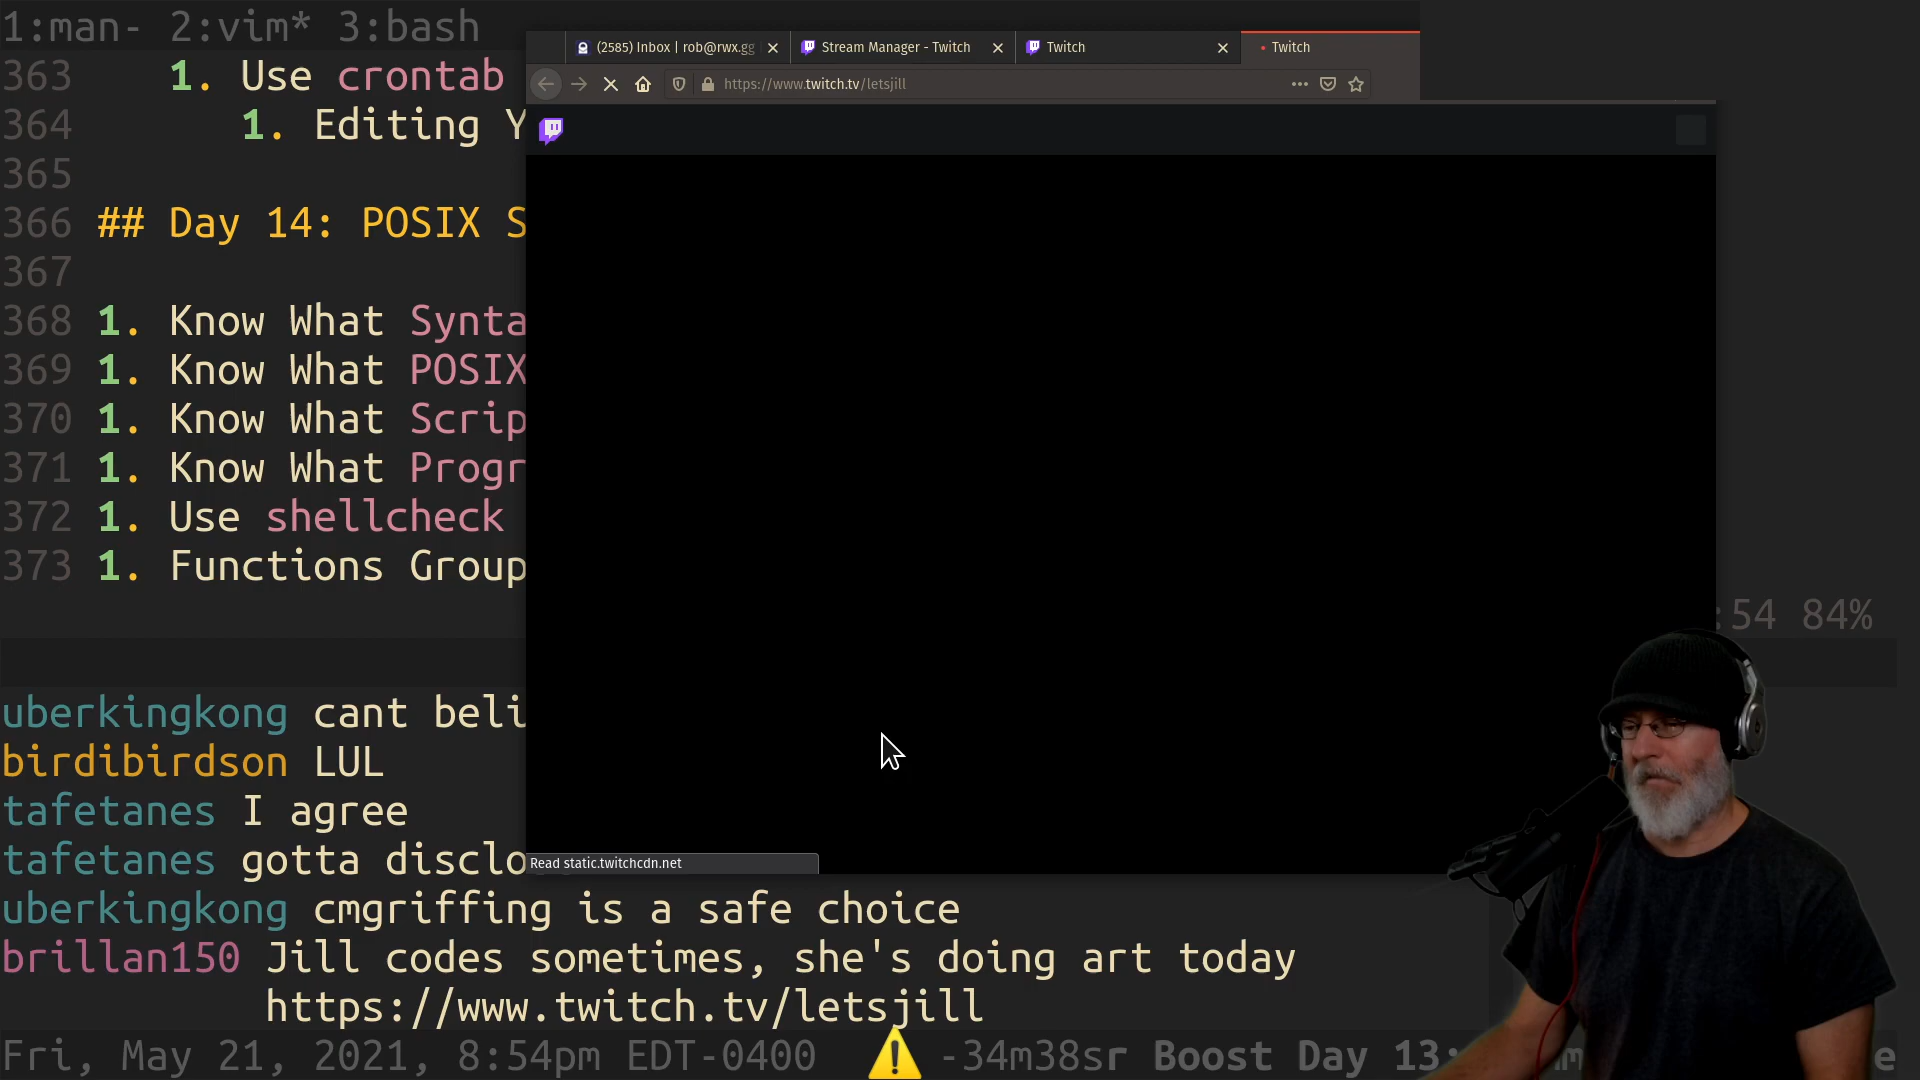 1:man- 2:vim* 3:bash
(2585) Inbox | rob@rwx.gg
Stream Manager - Twitch
Twitch
Twitch
https://www.twitch.tv/letsjill
363 1. Use crontab
364 1. Editing Y
365
366 ## Day 14: POSIX S
367
368 1. Know What Synta
369 1. Know What POSIX
370 1. Know What Scrip
371 1. Know What Progr
372 1. Use shellcheck
373 1. Functions Group
:54 84%
uberkingkong cant beli
birdibirdson LUL
tafetanes I agree
tafetanes gotta disclo
Read static.twitchcdn.net
uberkingkong cmgriffing is a safe choice
brillan150 Jill codes sometimes, she's doing art today
https://www.twitch.tv/letsjill
Fri, May 21, 2021, 8:54pm EDT-0400 ⚠ -34m38sr Boost Day 13: